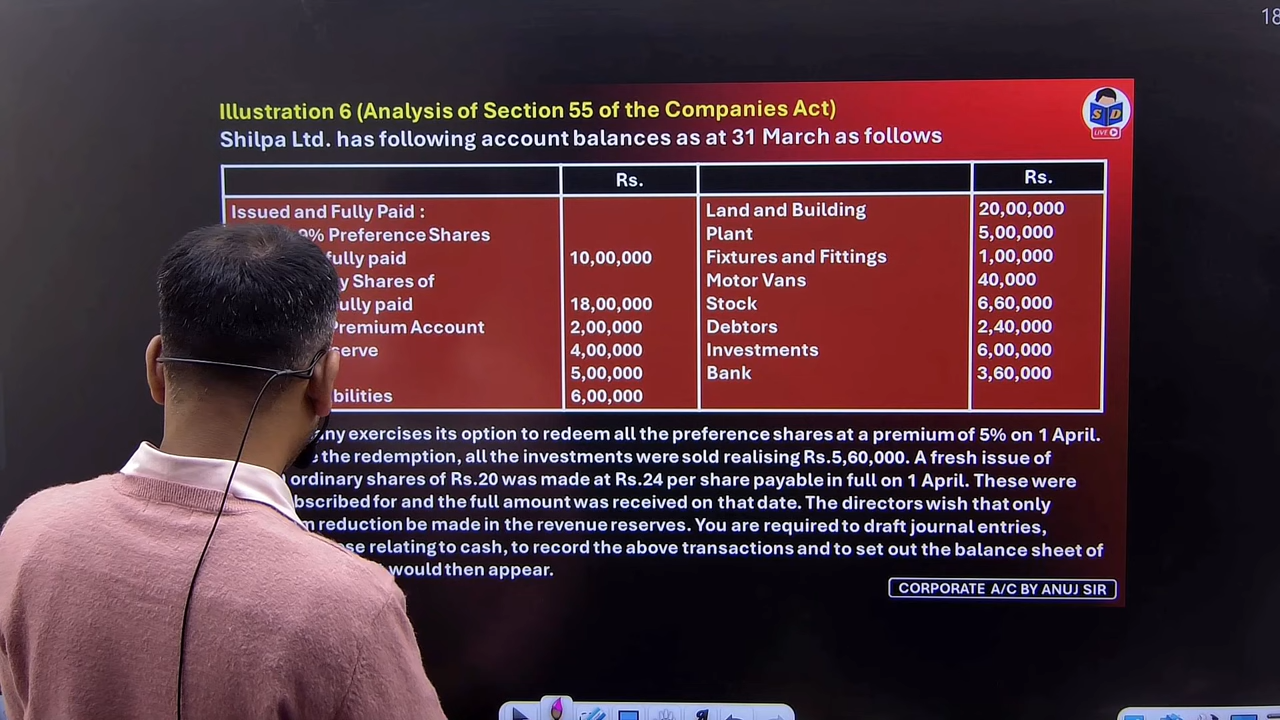 18
Illustration 6 (Analysis of Section 55 of the Companies Act)
Shilpa Ltd. has following account balances as at 31 March as follows
Rs. Rs.
Issued and Fully Paid : Land and Building 20,00,000
9% Preference Shares Plant 5,00,000
fully paid 10,00,000 Fixtures and Fittings 1,00,000
Shares of Motor Vans 40,000
18,00,000 Stock 6,60,000
Premium Account 2,00,000 Debtors 2,40,000
4,00,000 Investments 6,00,000
5,00,000 Bank 3,60,000
6,00,000
exercises its option to redeem all the preference shares at a premium of 5% on 1 April.
the redemption, all the investments were sold realising Rs.5,60,000. A fresh issue of
ordinary shares of Rs.20 was made at Rs.24 per share payable in full on 1 April. These were
for and the full amount was received on that date. The directors wish that only
reduction be made in the revenue reserves. You are required to draft journal entries,
relating to cash, to record the above transactions and to set out the balance sheet of
would then appear.
S D
LIVE
CORPORATE A/C BY ANUJ SIR